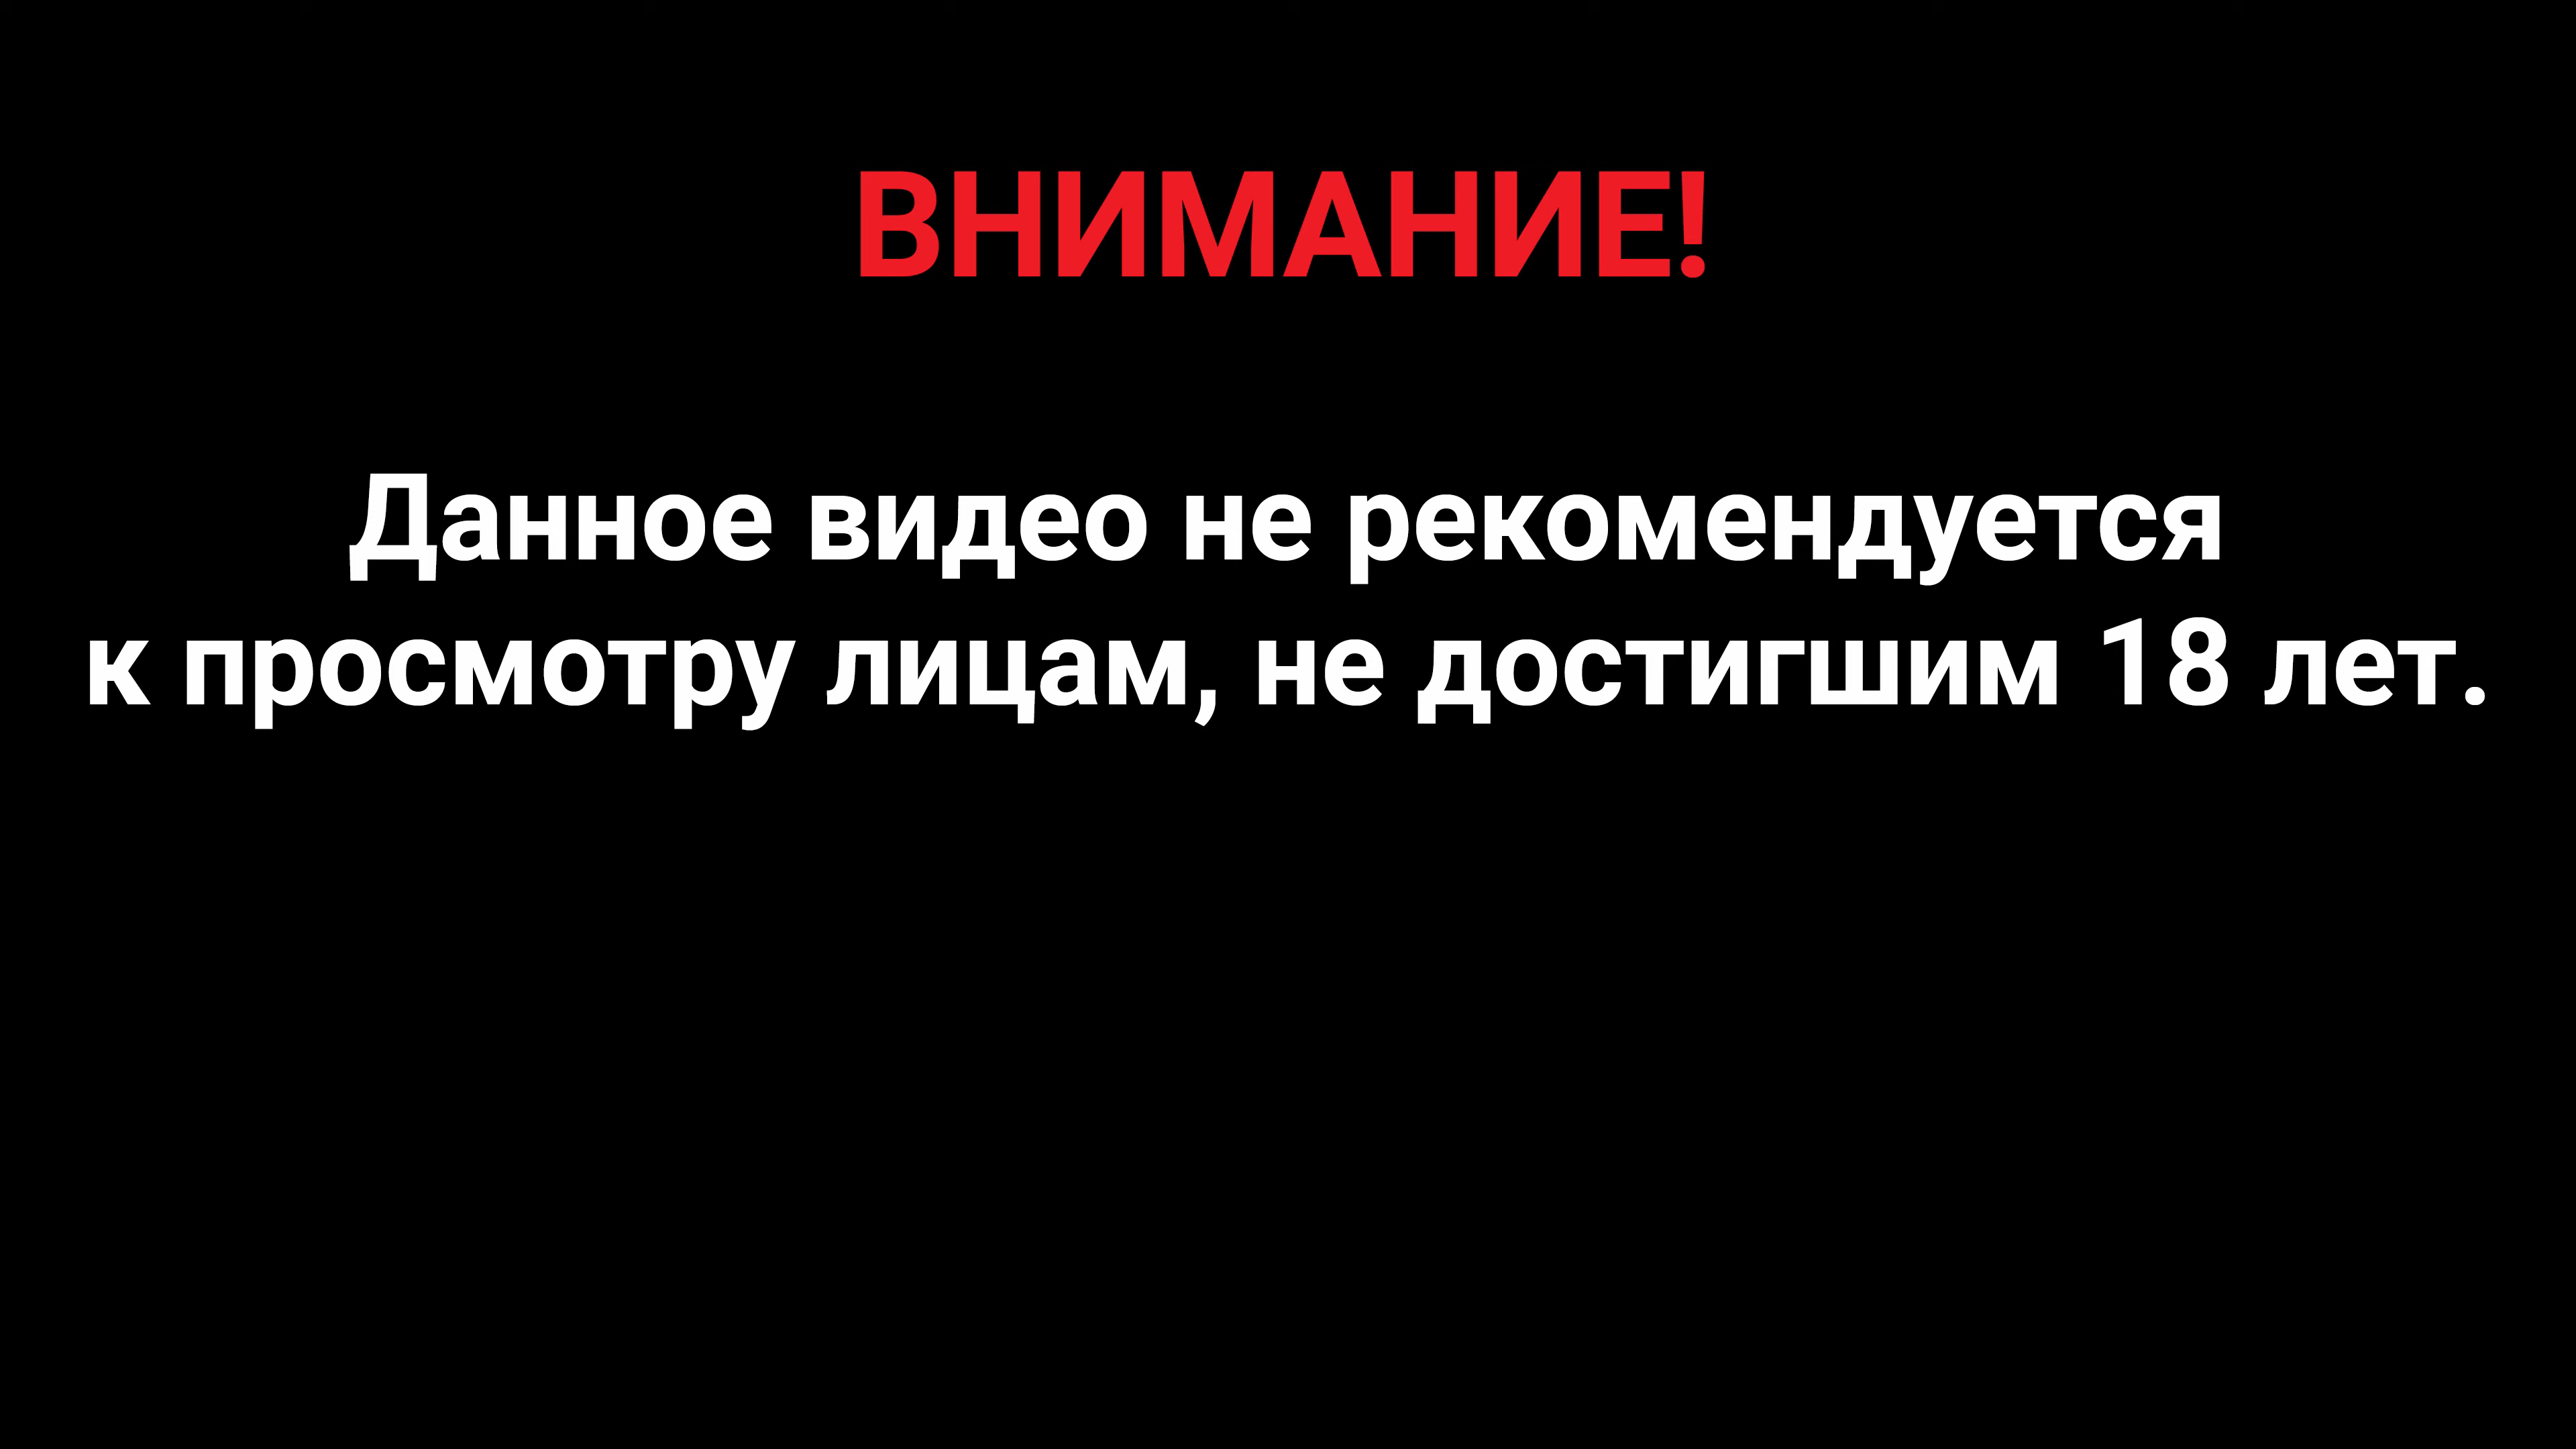 ВНИМАНИЕ!
Данное видео не рекомендуется
к просмотру лицам, не достигшим 18 лет.